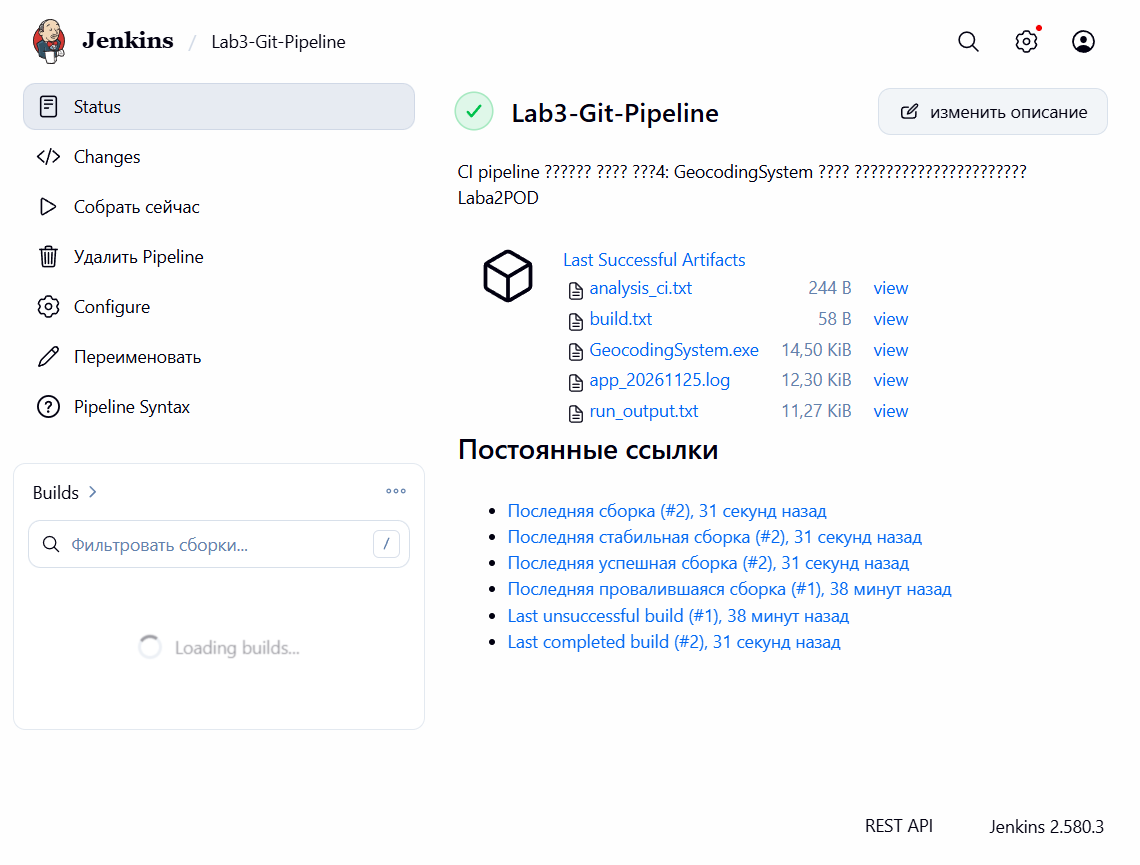 Jenkins / Lab3-Git-Pipeline
Status
Changes
Собрать сейчас
Удалить Pipeline
Configure
Переименовать
Pipeline Syntax
Builds
Фильтровать сборки... /
Loading builds...
Lab3-Git-Pipeline
изменить описание
CI pipeline ?????? ???? ???4: GeocodingSystem ???? ??????????????????????
Laba2POD
Last Successful Artifacts
analysis_ci.txt 244 B view
build.txt 58 B view
GeocodingSystem.exe 14,50 KiB view
app_20261125.log 12,30 KiB view
run_output.txt 11,27 KiB view
Постоянные ссылки
Последняя сборка (#2), 31 секунд назад
Последняя стабильная сборка (#2), 31 секунд назад
Последняя успешная сборка (#2), 31 секунд назад
Последняя провалившаяся сборка (#1), 38 минут назад
Last unsuccessful build (#1), 38 минут назад
Last completed build (#2), 31 секунд назад
REST API
Jenkins 2.580.3